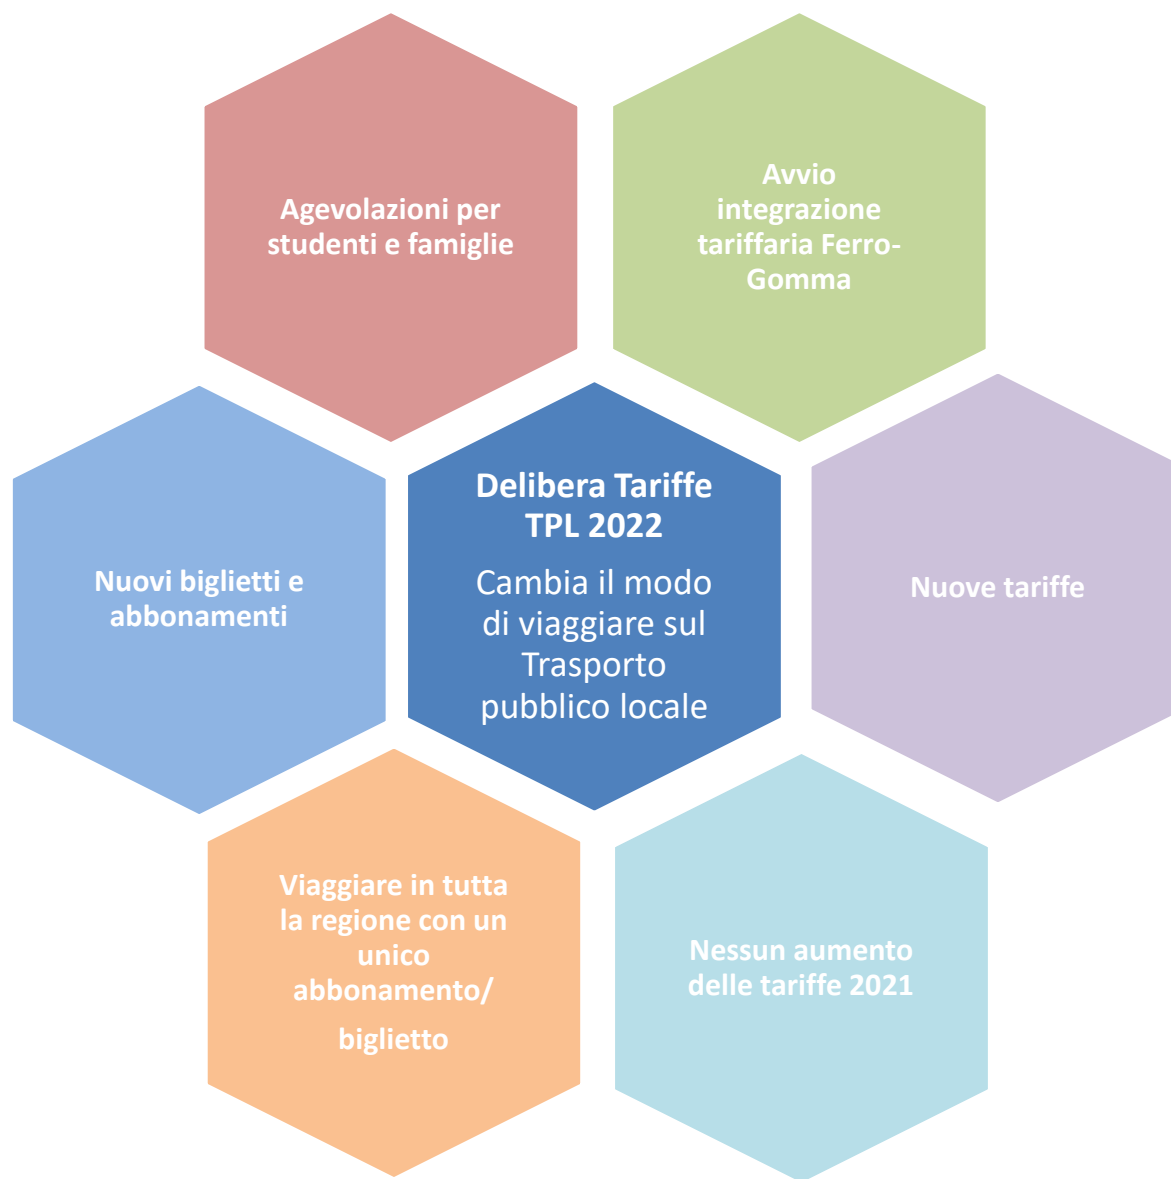 Agevolazioni per
studenti e famiglie
Avvio
integrazione
tariffaria Ferro-
Gomma
Nuovi biglietti e
abbonamenti
Delibera Tariffe
TPL 2022
Cambia il modo
di viaggiare sul
Trasporto
pubblico locale
Nuove tariffe
Viaggiare in tutta
la regione con un
unico
abbonamento/
biglietto
Nessun aumento
delle tariffe 2021